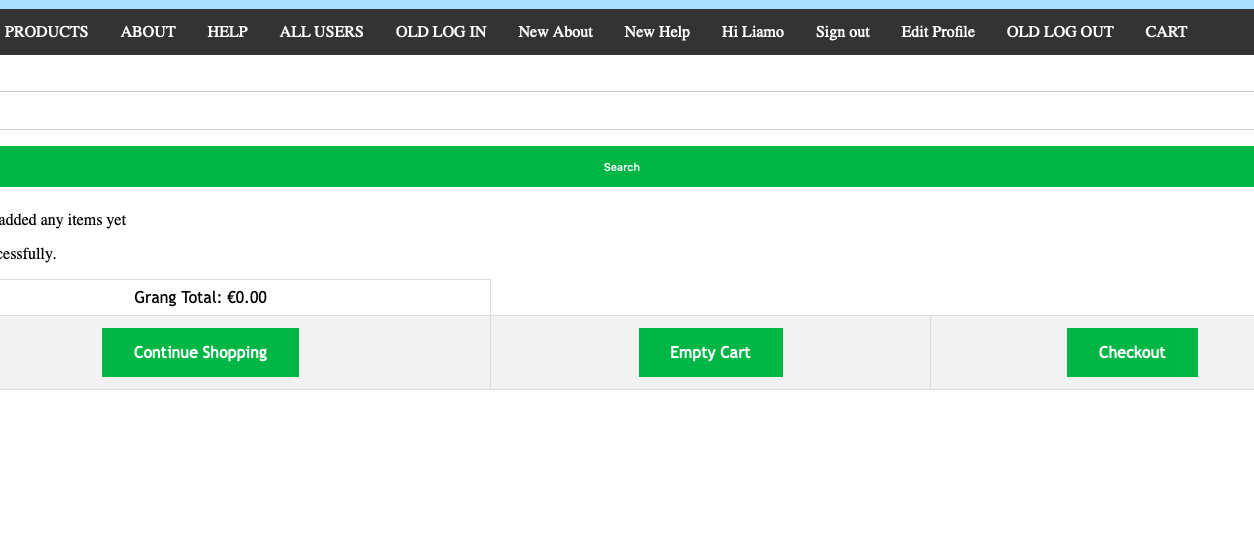 PRODUCTS ABOUT HELP ALL USERS OLD LOG IN New About New Help Hi Liamo Sign out Edit Profile OLD LOG OUT CART
Search
added any items yet
cessfully.
Grang Total: €0.00
Continue Shopping Empty Cart Checkout